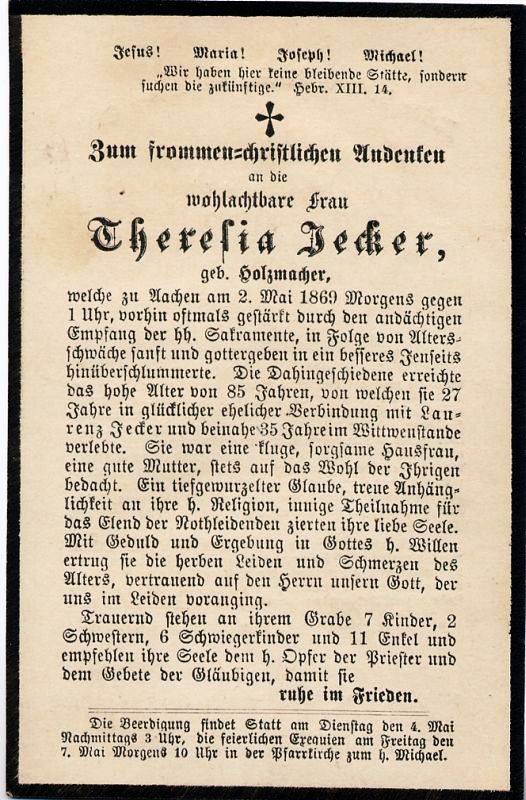 Jesus! Maria! Joseph! Michael!
„Wir haben hier keine bleibende Stätte, sondern
suchen die zukünftige.“ Hebr. XIII. 14.
Zum frommen=christlichen Andenken
an die
wohlachtbare Frau
Theresia Jecker,
geb. Holzmacher,
welche zu Aachen am 2. Mai 1869 Morgens gegen
1 Uhr, vorhin oftmals gestärkt durch den andächtigen
Empfang der hh. Sakramente, in Folge von Alters-
schwäche sanft und gottergeben in ein besseres Jenseits
hinüberschlummerte. Die Dahingeschiedene erreichte
das hohe Alter von 85 Jahren, von welchen sie 27
Jahre in glücklicher ehelicher Verbindung mit Lau-
renz Jecker und beinahe 35 Jahre im Wittwenstande
verlebte. Sie war eine kluge, sorgsame Hausfrau,
eine gute Mutter, stets auf das Wohl der Ihrigen
bedacht. Ein tiefgewurzelter Glaube, treue Anhäng-
lichkeit an ihre h. Religion, innige Theilnahme für
das Elend der Nothleidenden zierten ihre liebe Seele.
Mit Geduld und Ergebung in Gottes h. Willen
ertrug sie die herben Leiden und Schmerzen des
Alters, vertrauend auf den Herrn unsern Gott, der
uns im Leiden voranging.
Trauernd stehen an ihrem Grabe 7 Kinder, 2
Schwestern, 6 Schwiegerkinder und 11 Enkel und
empfehlen ihre Seele dem h. Opfer der Priester und
dem Gebete der Gläubigen, damit sie
ruhe im Frieden.
Die Beerdigung findet Statt am Dienstag den 4. Mai
Nachmittags 3 Uhr, die feierlichen Exequien am Freitag den
7. Mai Morgens 10 Uhr in der Pfarrkirche zum h. Michael.